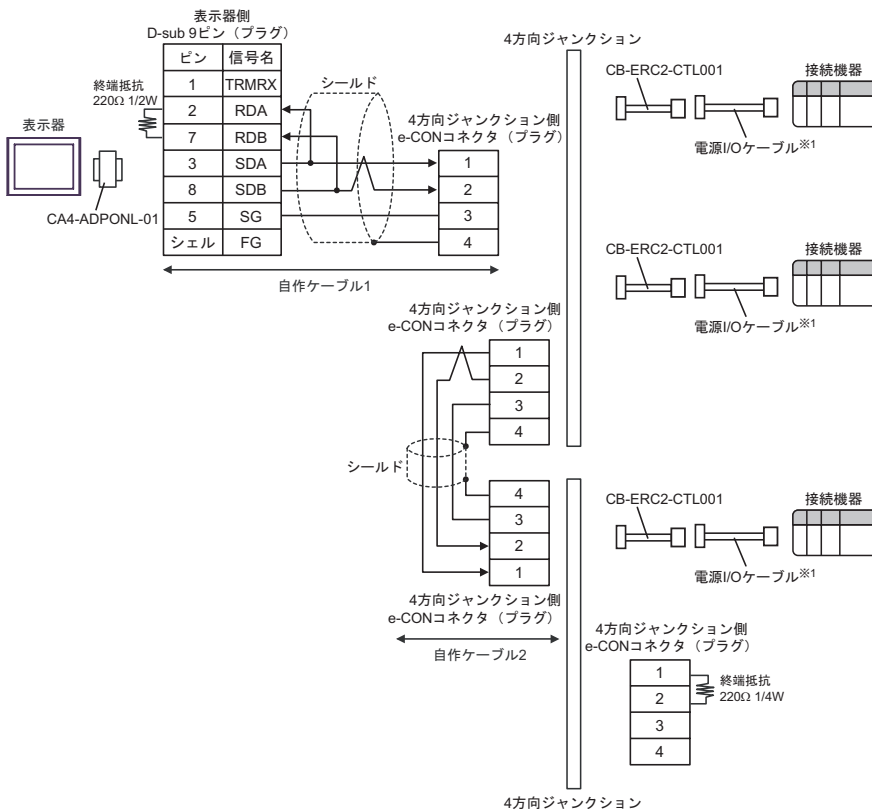 表示器側
D-sub 9ピン（プラグ）
ピン 信号名
1 TRMRX
2 RDA
7 RDB
3 SDA
8 SDB
5 SG
シェル FG
終端抵抗
220Ω 1/2W
表示器
CA4-ADPONL-01
シールド
4方向ジャンクション側
e-CONコネクタ（プラグ）
1
2
3
4
自作ケーブル1
4方向ジャンクション
CB-ERC2-CTL001
接続機器
電源I/Oケーブル※1
CB-ERC2-CTL001
接続機器
電源I/Oケーブル※1
4方向ジャンクション側
e-CONコネクタ（プラグ）
1
2
3
4
シールド
4
3
2
1
4方向ジャンクション側
e-CONコネクタ（プラグ）
自作ケーブル2
CB-ERC2-CTL001
接続機器
電源I/Oケーブル※1
4方向ジャンクション側
e-CONコネクタ（プラグ）
1
2
3
4
終端抵抗
220Ω 1/4W
4方向ジャンクション